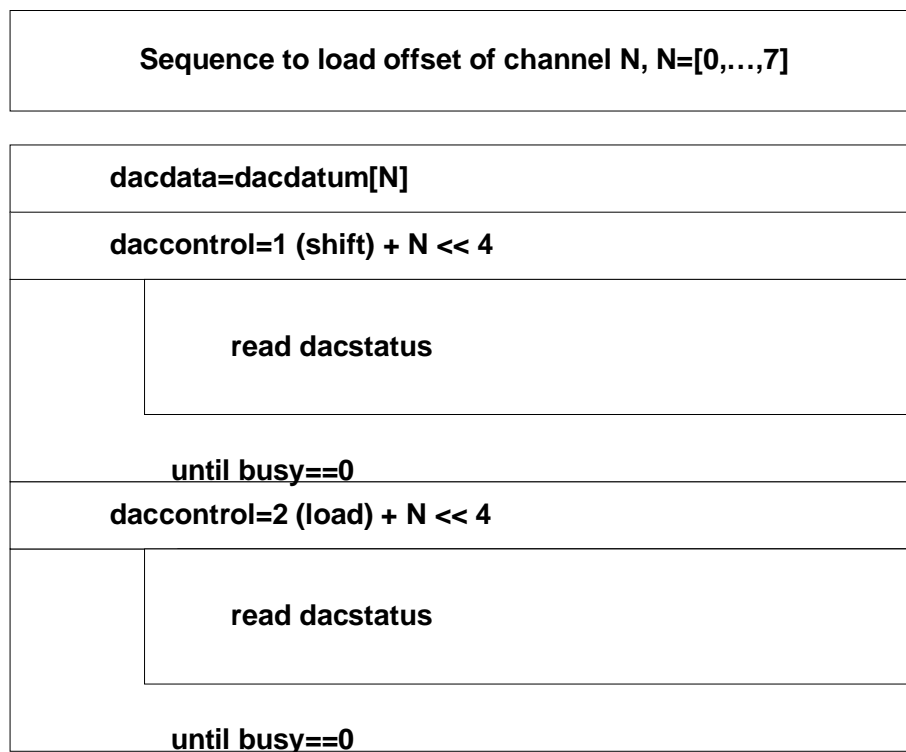 Sequence to load offset of channel N, N=[0,...,7]
dacdata=dacdatum[N]
daccontrol=1 (shift) + N << 4
read dacstatus
until busy==0
daccontrol=2 (load) + N << 4
read dacstatus
until busy==0